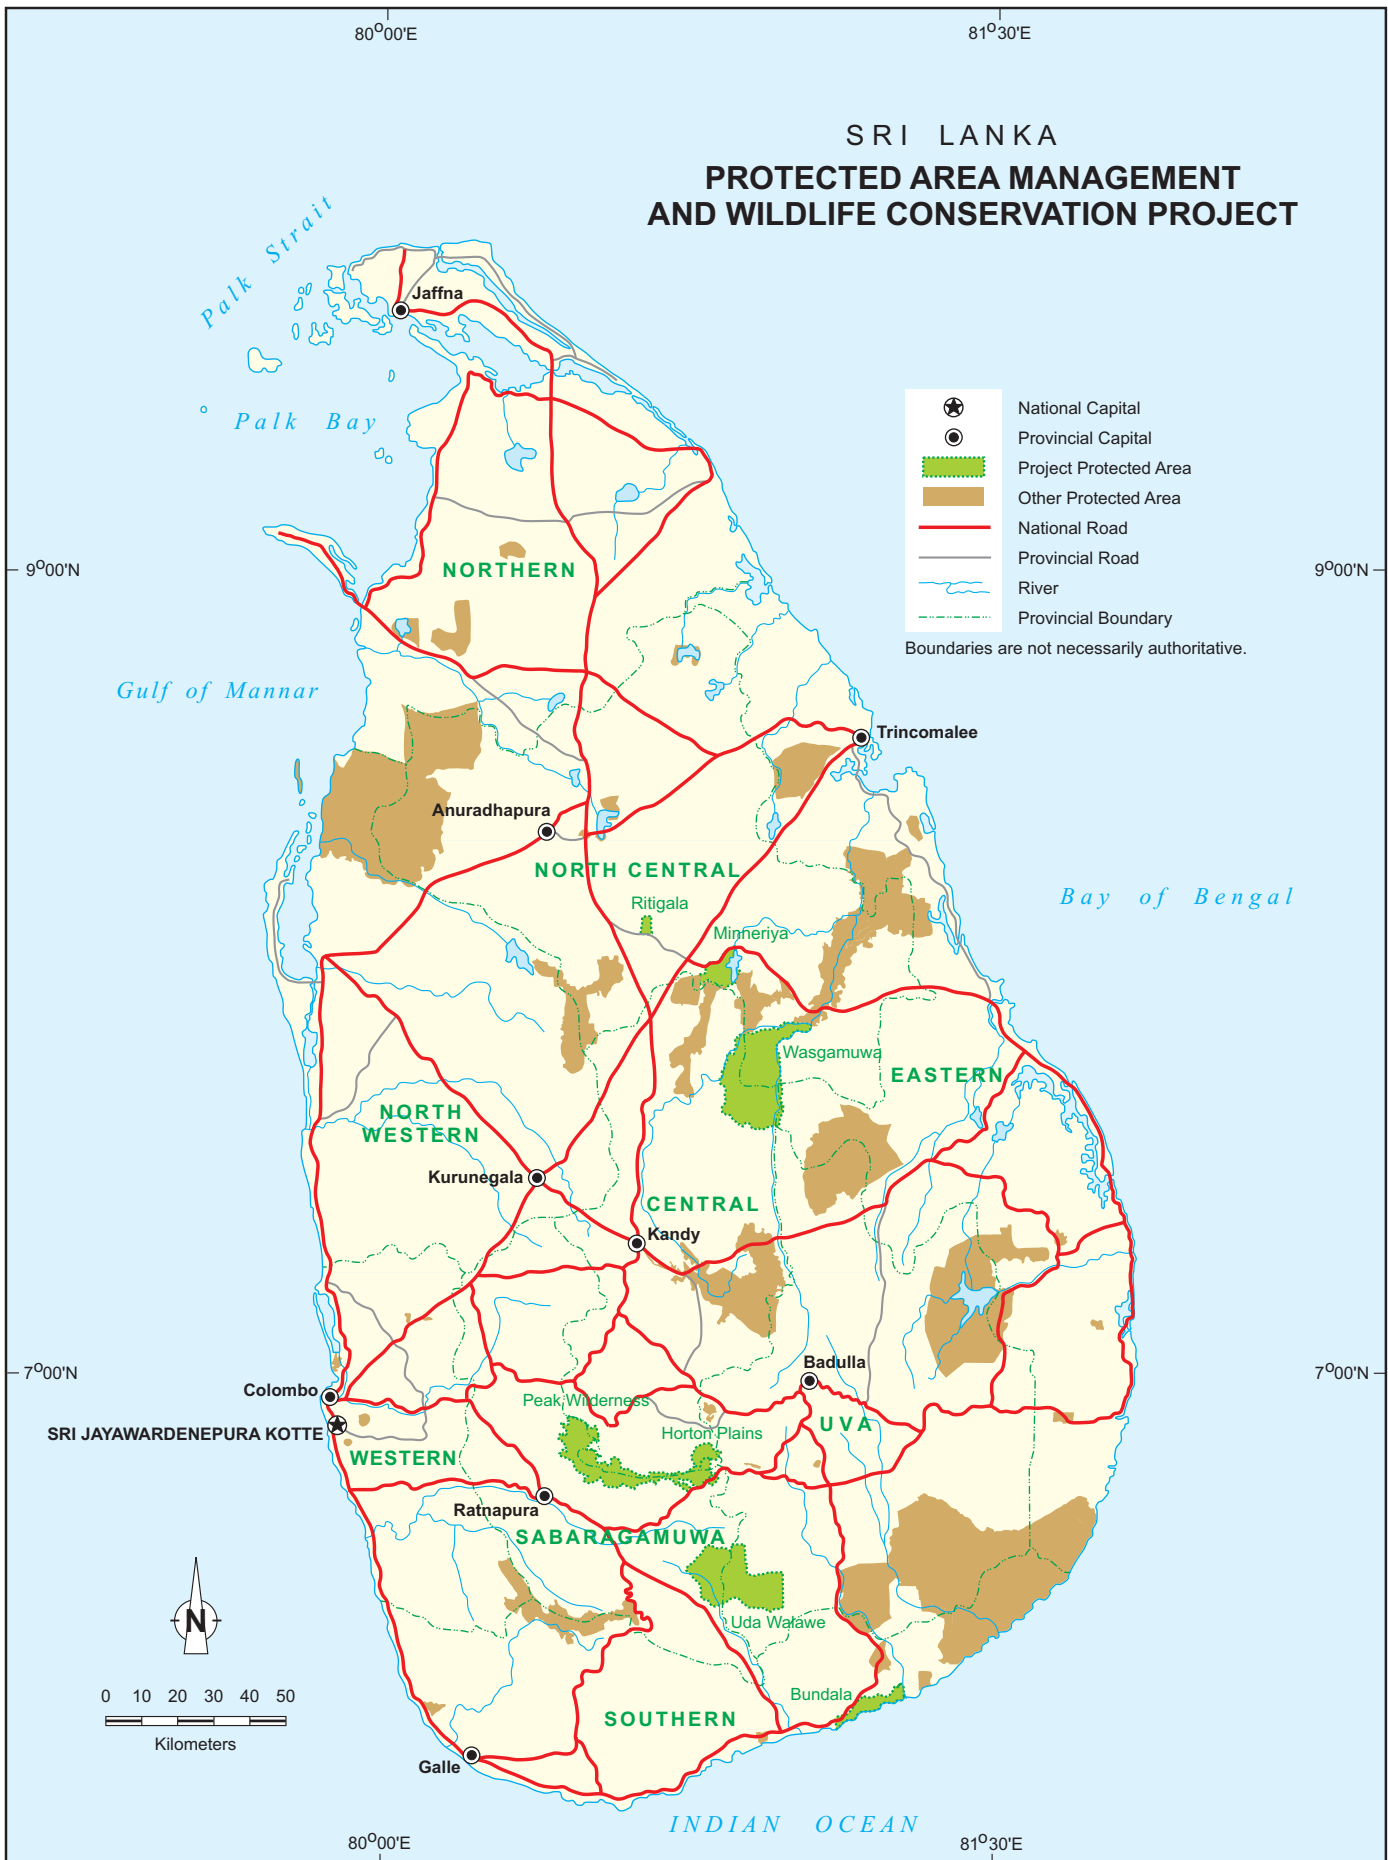 80°00'E
81°30'E
SRI LANKA
PROTECTED AREA MANAGEMENT
AND WILDLIFE CONSERVATION PROJECT
Palk Strait
Jaffna
Palk Bay
National Capital
Provincial Capital
Project Protected Area
Other Protected Area
National Road
Provincial Road
River
Provincial Boundary
Boundaries are not necessarily authoritative.
9°00'N
9°00'N
NORTHERN
Gulf of Mannar
Trincomalee
Anuradhapura
NORTH CENTRAL
Bay of Bengal
Ritigala
Minneriya
Wasgamuwa
EASTERN
NORTH
WESTERN
Kurunegala
CENTRAL
Kandy
7°00'N
7°00'N
Badulla
Colombo
Peak Wilderness
UVA
SRI JAYAWARDENEPURA KOTTE
Horton Plains
WESTERN
Ratnapura
SABARAGAMUWA
N
Uda Walawe
Bundala
0 10 20 30 40 50
Kilometers
SOUTHERN
Galle
INDIAN OCEAN
80°00'E
81°30'E